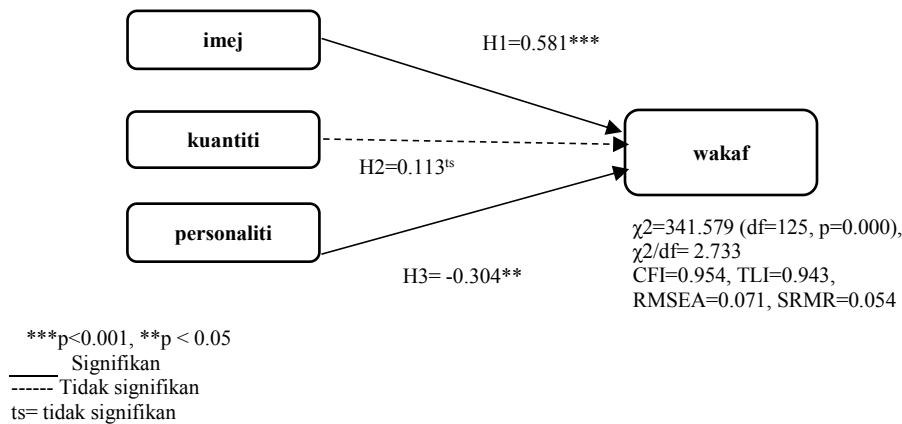 imej
H1=0.581***
kuantiti
wakaf
H2=0.113ᵗˢ
personaliti
χ2=341.579 (df=125, p=0.000),
χ2/df= 2.733
CFI=0.954, TLI=0.943,
RMSEA=0.071, SRMR=0.054
H3= -0.304**
***p<0.001, **p < 0.05
Signifikan
------ Tidak signifikan
ts= tidak signifikan